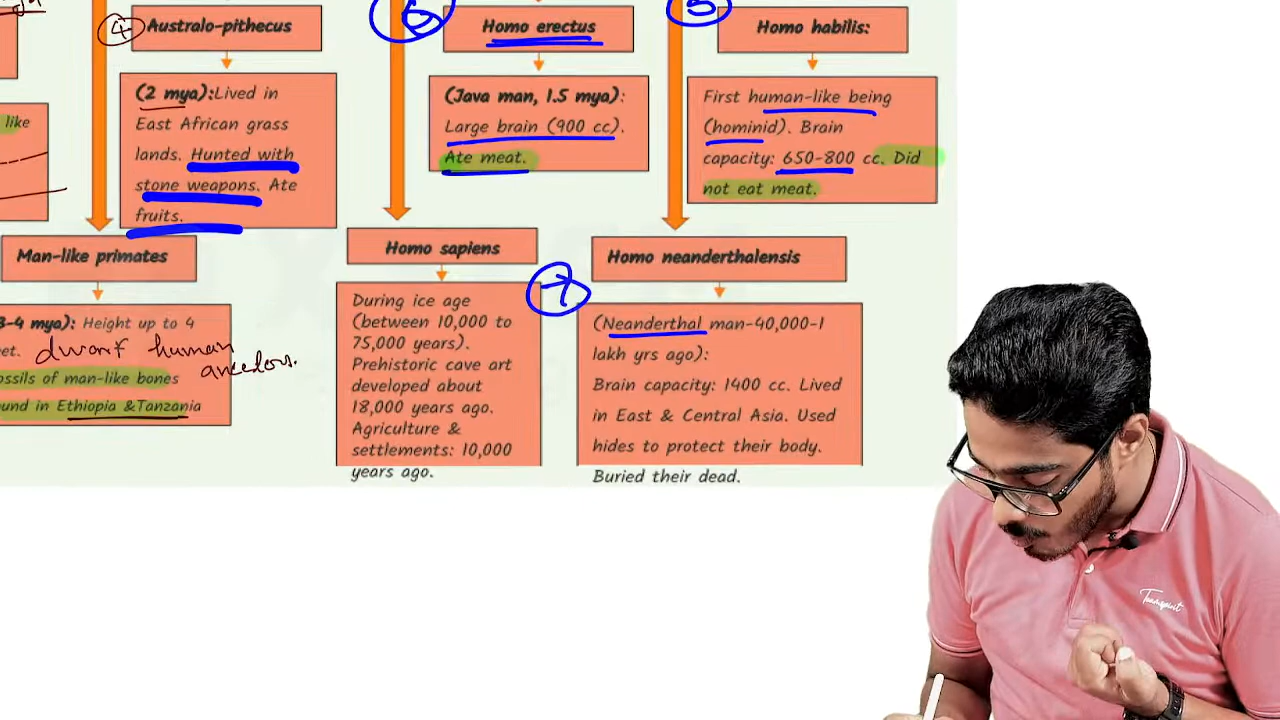 like
4
Australo-pithecus
(2 mya):Lived in
East African grass
lands. Hunted with
stone weapons. Ate
fruits.
6
Homo erectus
(Java man, 1.5 mya):
Large brain (900 cc).
Ate meat.
5
Homo habilis:
First human-like being
(hominid). Brain
capacity: 650-800 cc. Did
not eat meat.
Man-like primates
3-4 mya): Height up to 4
et. dwarf human
ancestors.
ossils of man-like bones
und in Ethiopia &Tanzania
Homo sapiens
During ice age
(between 10,000 to
75,000 years).
Prehistoric cave art
developed about
18,000 years ago.
Agriculture &
settlements: 10,000
years ago.
7
Homo neanderthalensis
(Neanderthal man-40,000-1
lakh yrs ago):
Brain capacity: 1400 cc. Lived
in East & Central Asia. Used
hides to protect their body.
Buried their dead.